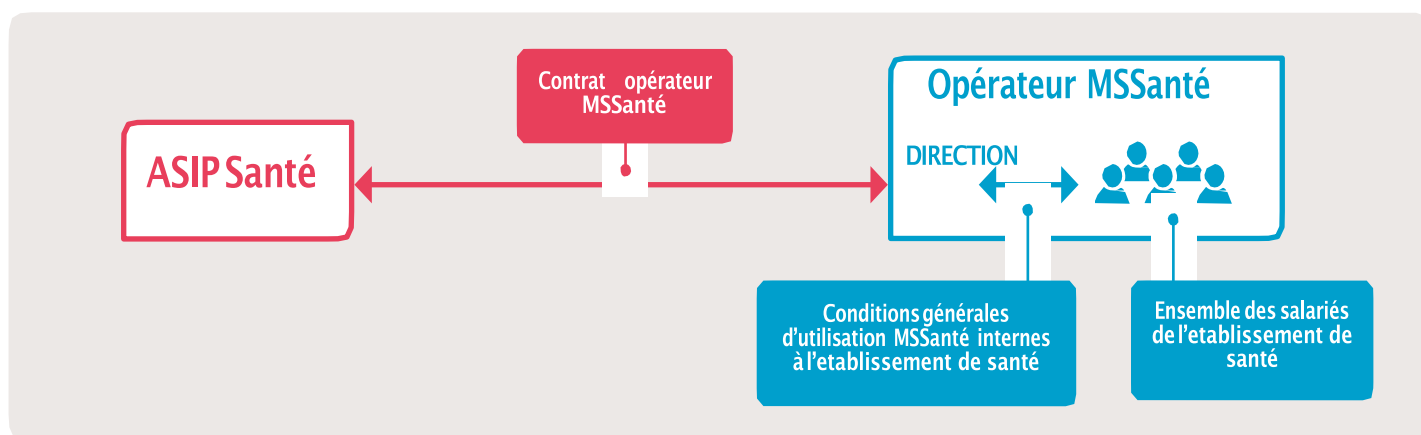 Contrat opérateur
MSSanté
Opérateur MSSanté
ASIP Santé
DIRECTION
Conditions générales
d'utilisation MSSanté internes
à l'etablissement de santé
Ensemble des salariés
de l'etablissement de
santé